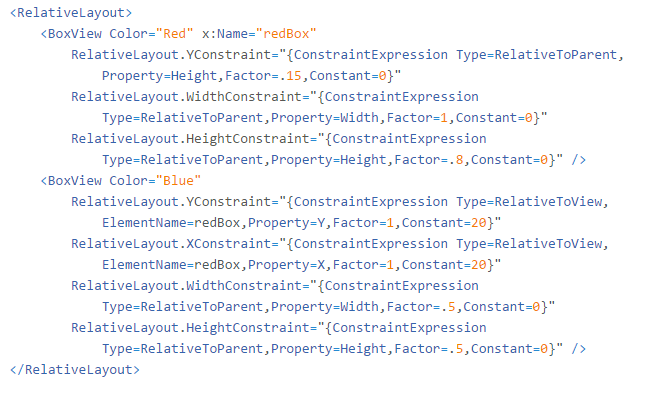 <RelativeLayout>
<BoxView Color="Red" x:Name="redBox"
RelativeLayout.YConstraint="{ConstraintExpression Type=RelativeToParent,
Property=Height,Factor=.15,Constant=0}"
RelativeLayout.WidthConstraint="{ConstraintExpression
Type=RelativeToParent,Property=Width,Factor=1,Constant=0}"
RelativeLayout.HeightConstraint="{ConstraintExpression
Type=RelativeToParent,Property=Height,Factor=.8,Constant=0}" />
<BoxView Color="Blue"
RelativeLayout.YConstraint="{ConstraintExpression Type=RelativeToView,
ElementName=redBox,Property=Y,Factor=1,Constant=20}"
RelativeLayout.XConstraint="{ConstraintExpression Type=RelativeToView,
ElementName=redBox,Property=X,Factor=1,Constant=20}"
RelativeLayout.WidthConstraint="{ConstraintExpression
Type=RelativeToParent,Property=Width,Factor=.5,Constant=0}"
RelativeLayout.HeightConstraint="{ConstraintExpression
Type=RelativeToParent,Property=Height,Factor=.5,Constant=0}" />
</RelativeLayout>